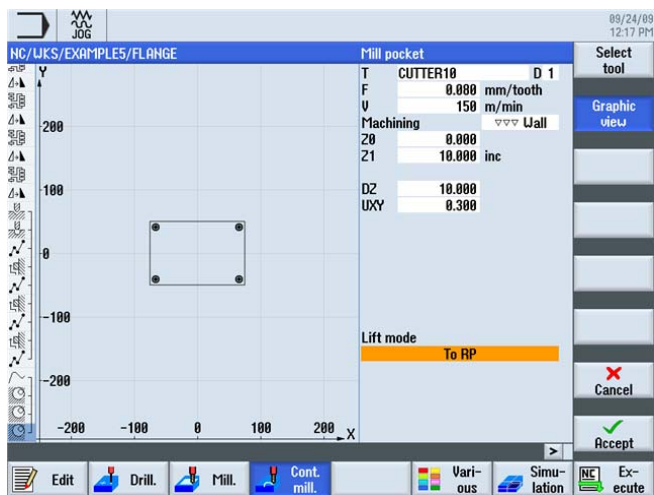 JOG
09/24/09
12:17 PM
NC/WKS/EXAMPLE5/FLANGE
Mill pocket
Select
tool
T CUTTER10 D 1
F 0.080 mm/tooth
V 150 m/min
Machining ▽▽▽ Wall
Z0 0.000
Z1 10.000 inc
DZ 10.000
UXY 0.300
Lift mode
To RP
Graphic
view
Y
200
100
0
-100
-200
-200 -100 0 100 200 X
Cancel
Accept
>
Edit
Drill.
Mill.
Cont.
mill.
Vari-
ous
Simu-
lation
NC
Ex-
ecute